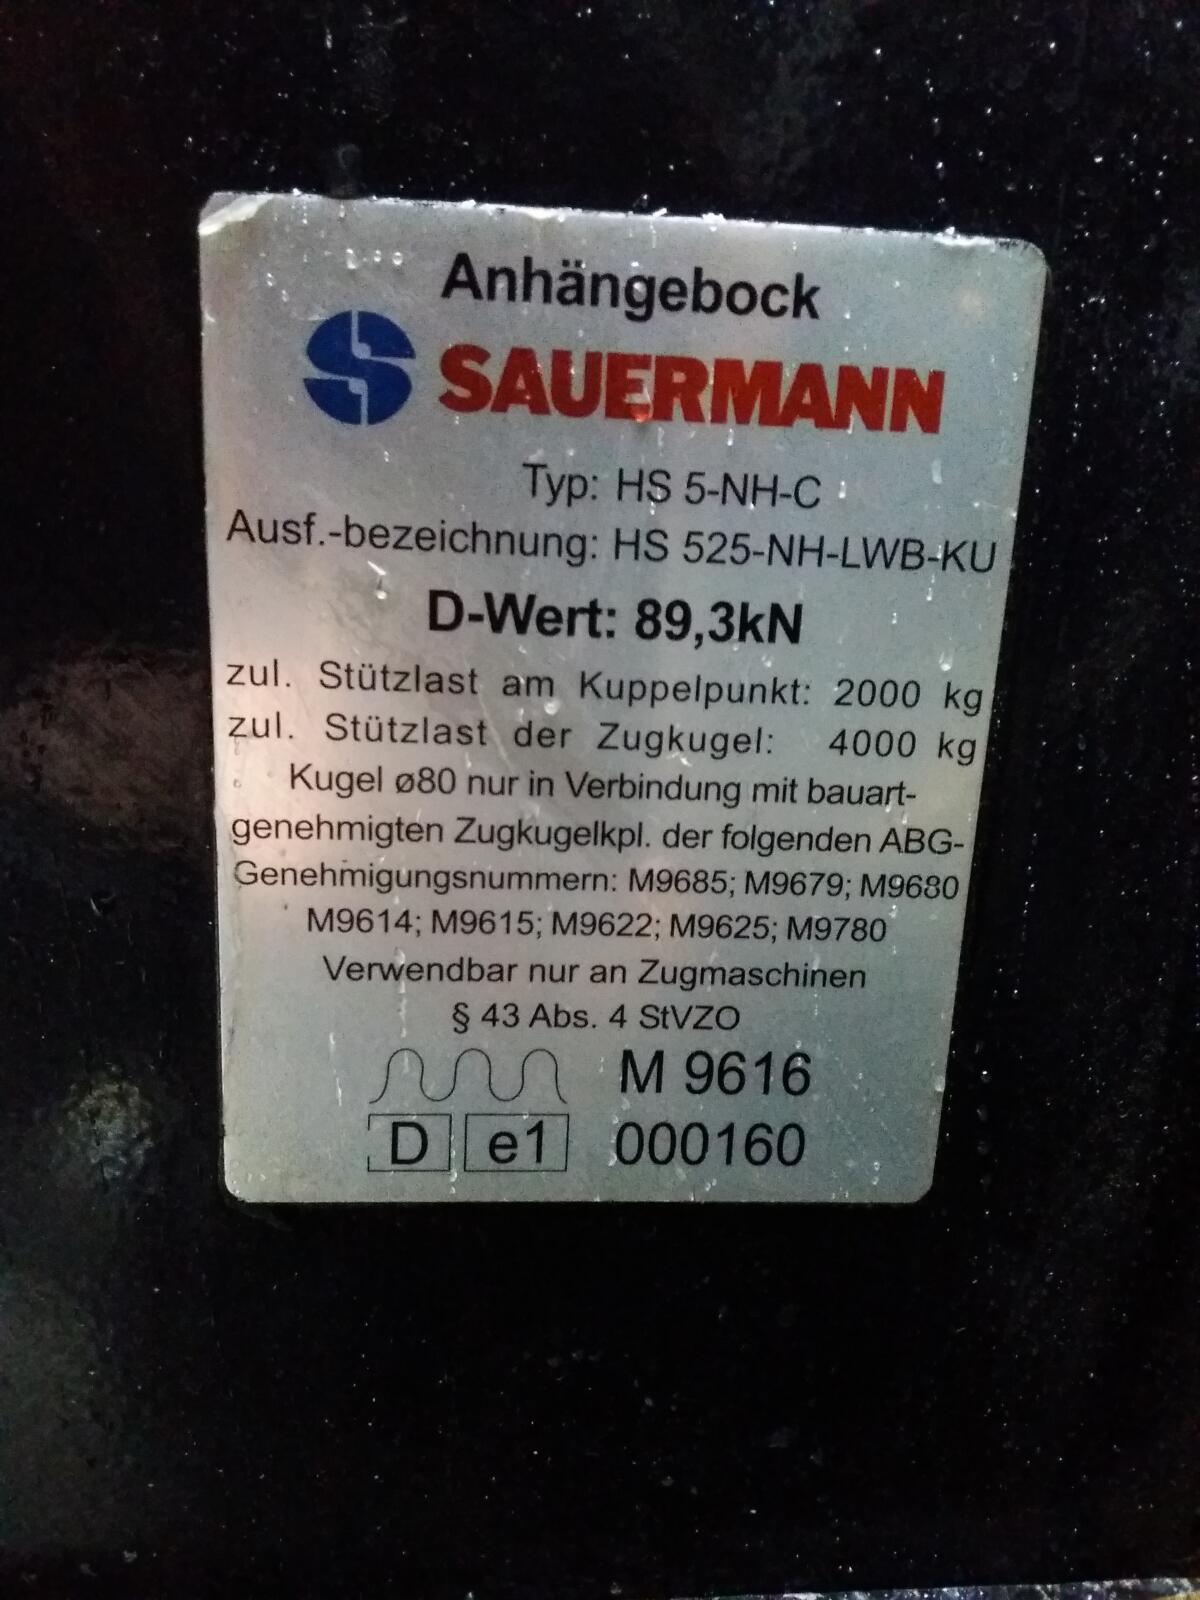 Anhängebock
SAUERMANN
Typ: HS 5-NH-C
Ausf.-bezeichnung: HS 525-NH-LWB-KU
D-Wert: 89,3kN
zul. Stützlast am Kuppelpunkt: 2000 kg
zul. Stützlast der Zugkugel: 4000 kg
Kugel ø80 nur in Verbindung mit bauart-
genehmigten Zugkugelkpl. der folgenden ABG-
Genehmigungsnummern: M9685; M9679; M9680
M9614; M9615; M9622; M9625; M9780
Verwendbar nur an Zugmaschinen
§ 43 Abs. 4 StVZO
M 9616
D e1 000160